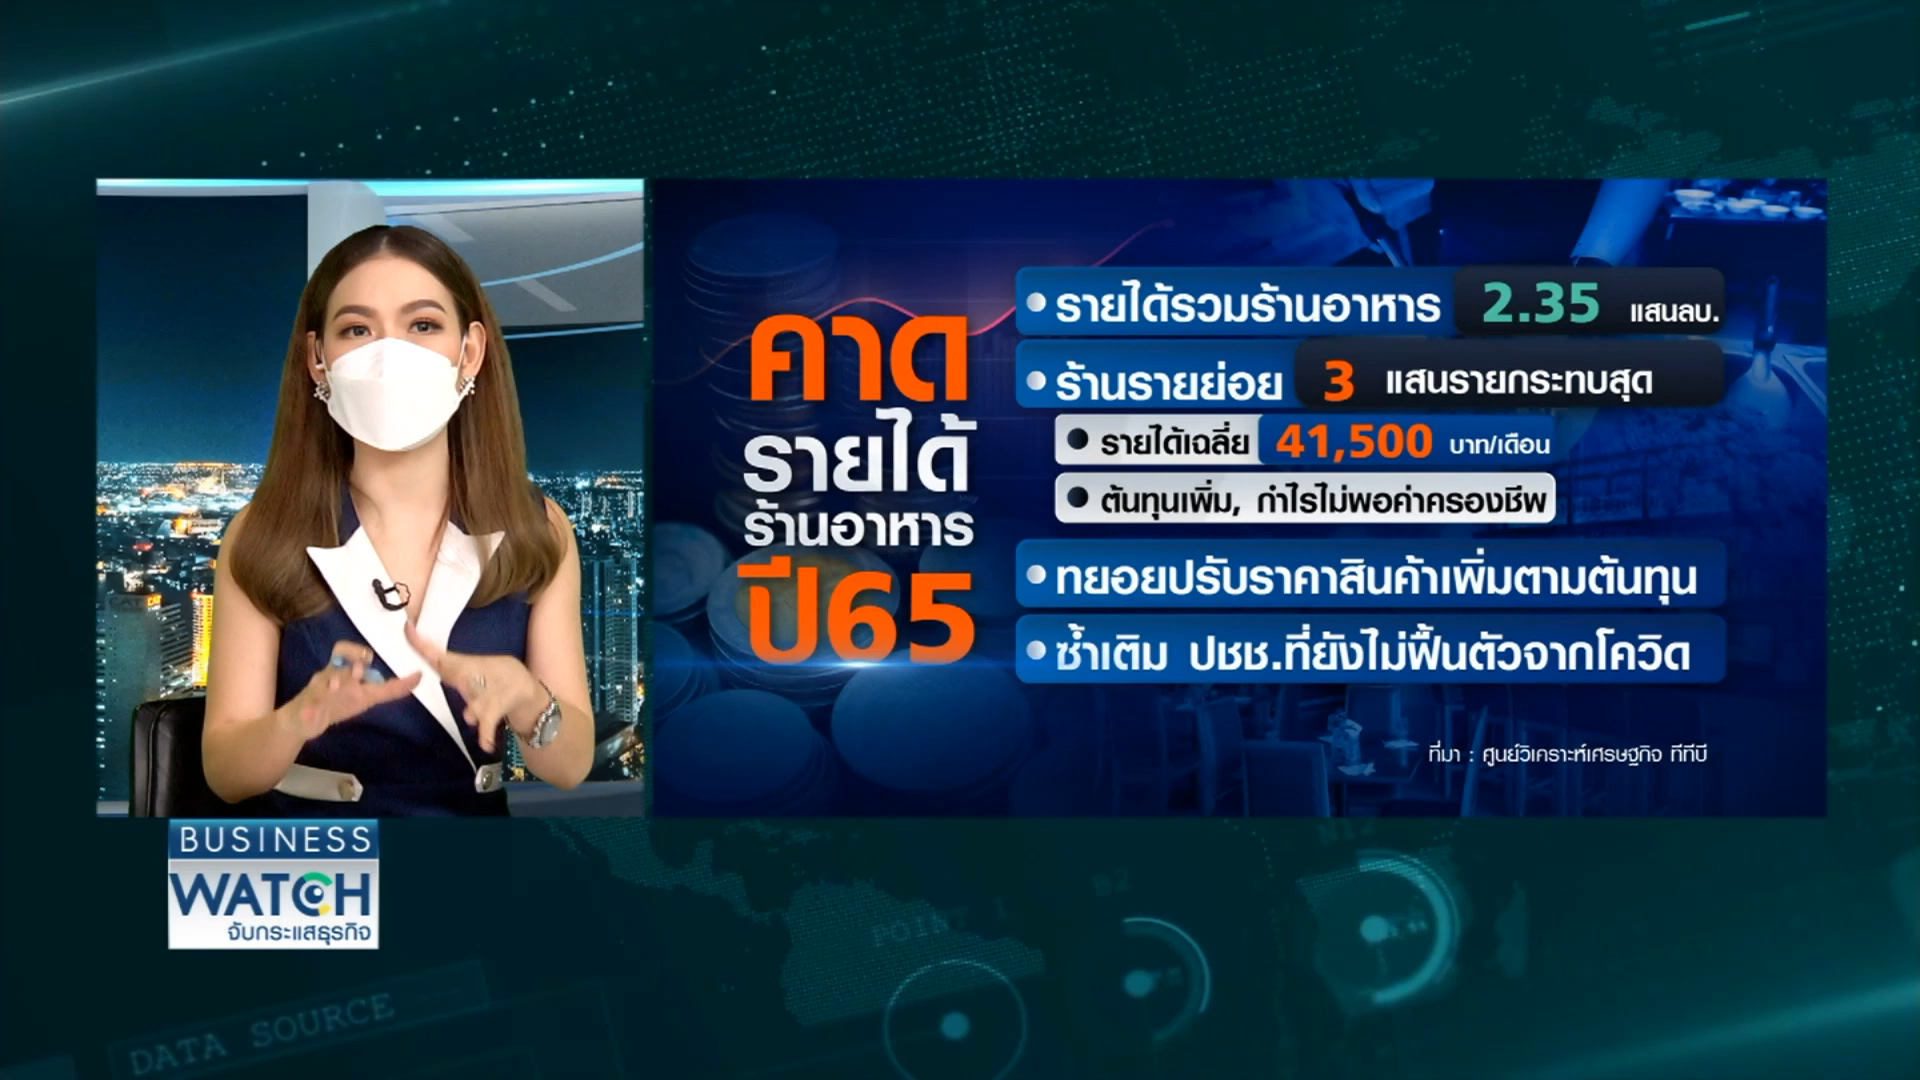 คาด
รายได้
ร้านอาหาร
ปี65
• รายได้รวมร้านอาหาร 2.35 แสนลบ.
• ร้านรายย่อย 3 แสนรายกระทบสุด
• รายได้เฉลี่ย 41,500 บาท/เดือน
• ต้นทุนเพิ่ม, กำไรไม่พอค่าครองชีพ
• ทยอยปรับราคาสินค้าเพิ่มตามต้นทุน
• ซ้ำเติม ปชช.ที่ยังไม่ฟื้นตัวจากโควิด
ที่มา : ศูนย์วิเคราะห์เศรษฐกิจ ทีทีบี
BUSINESS
WATCH
จับกระแสธุรกิจ
DATA SOURCE